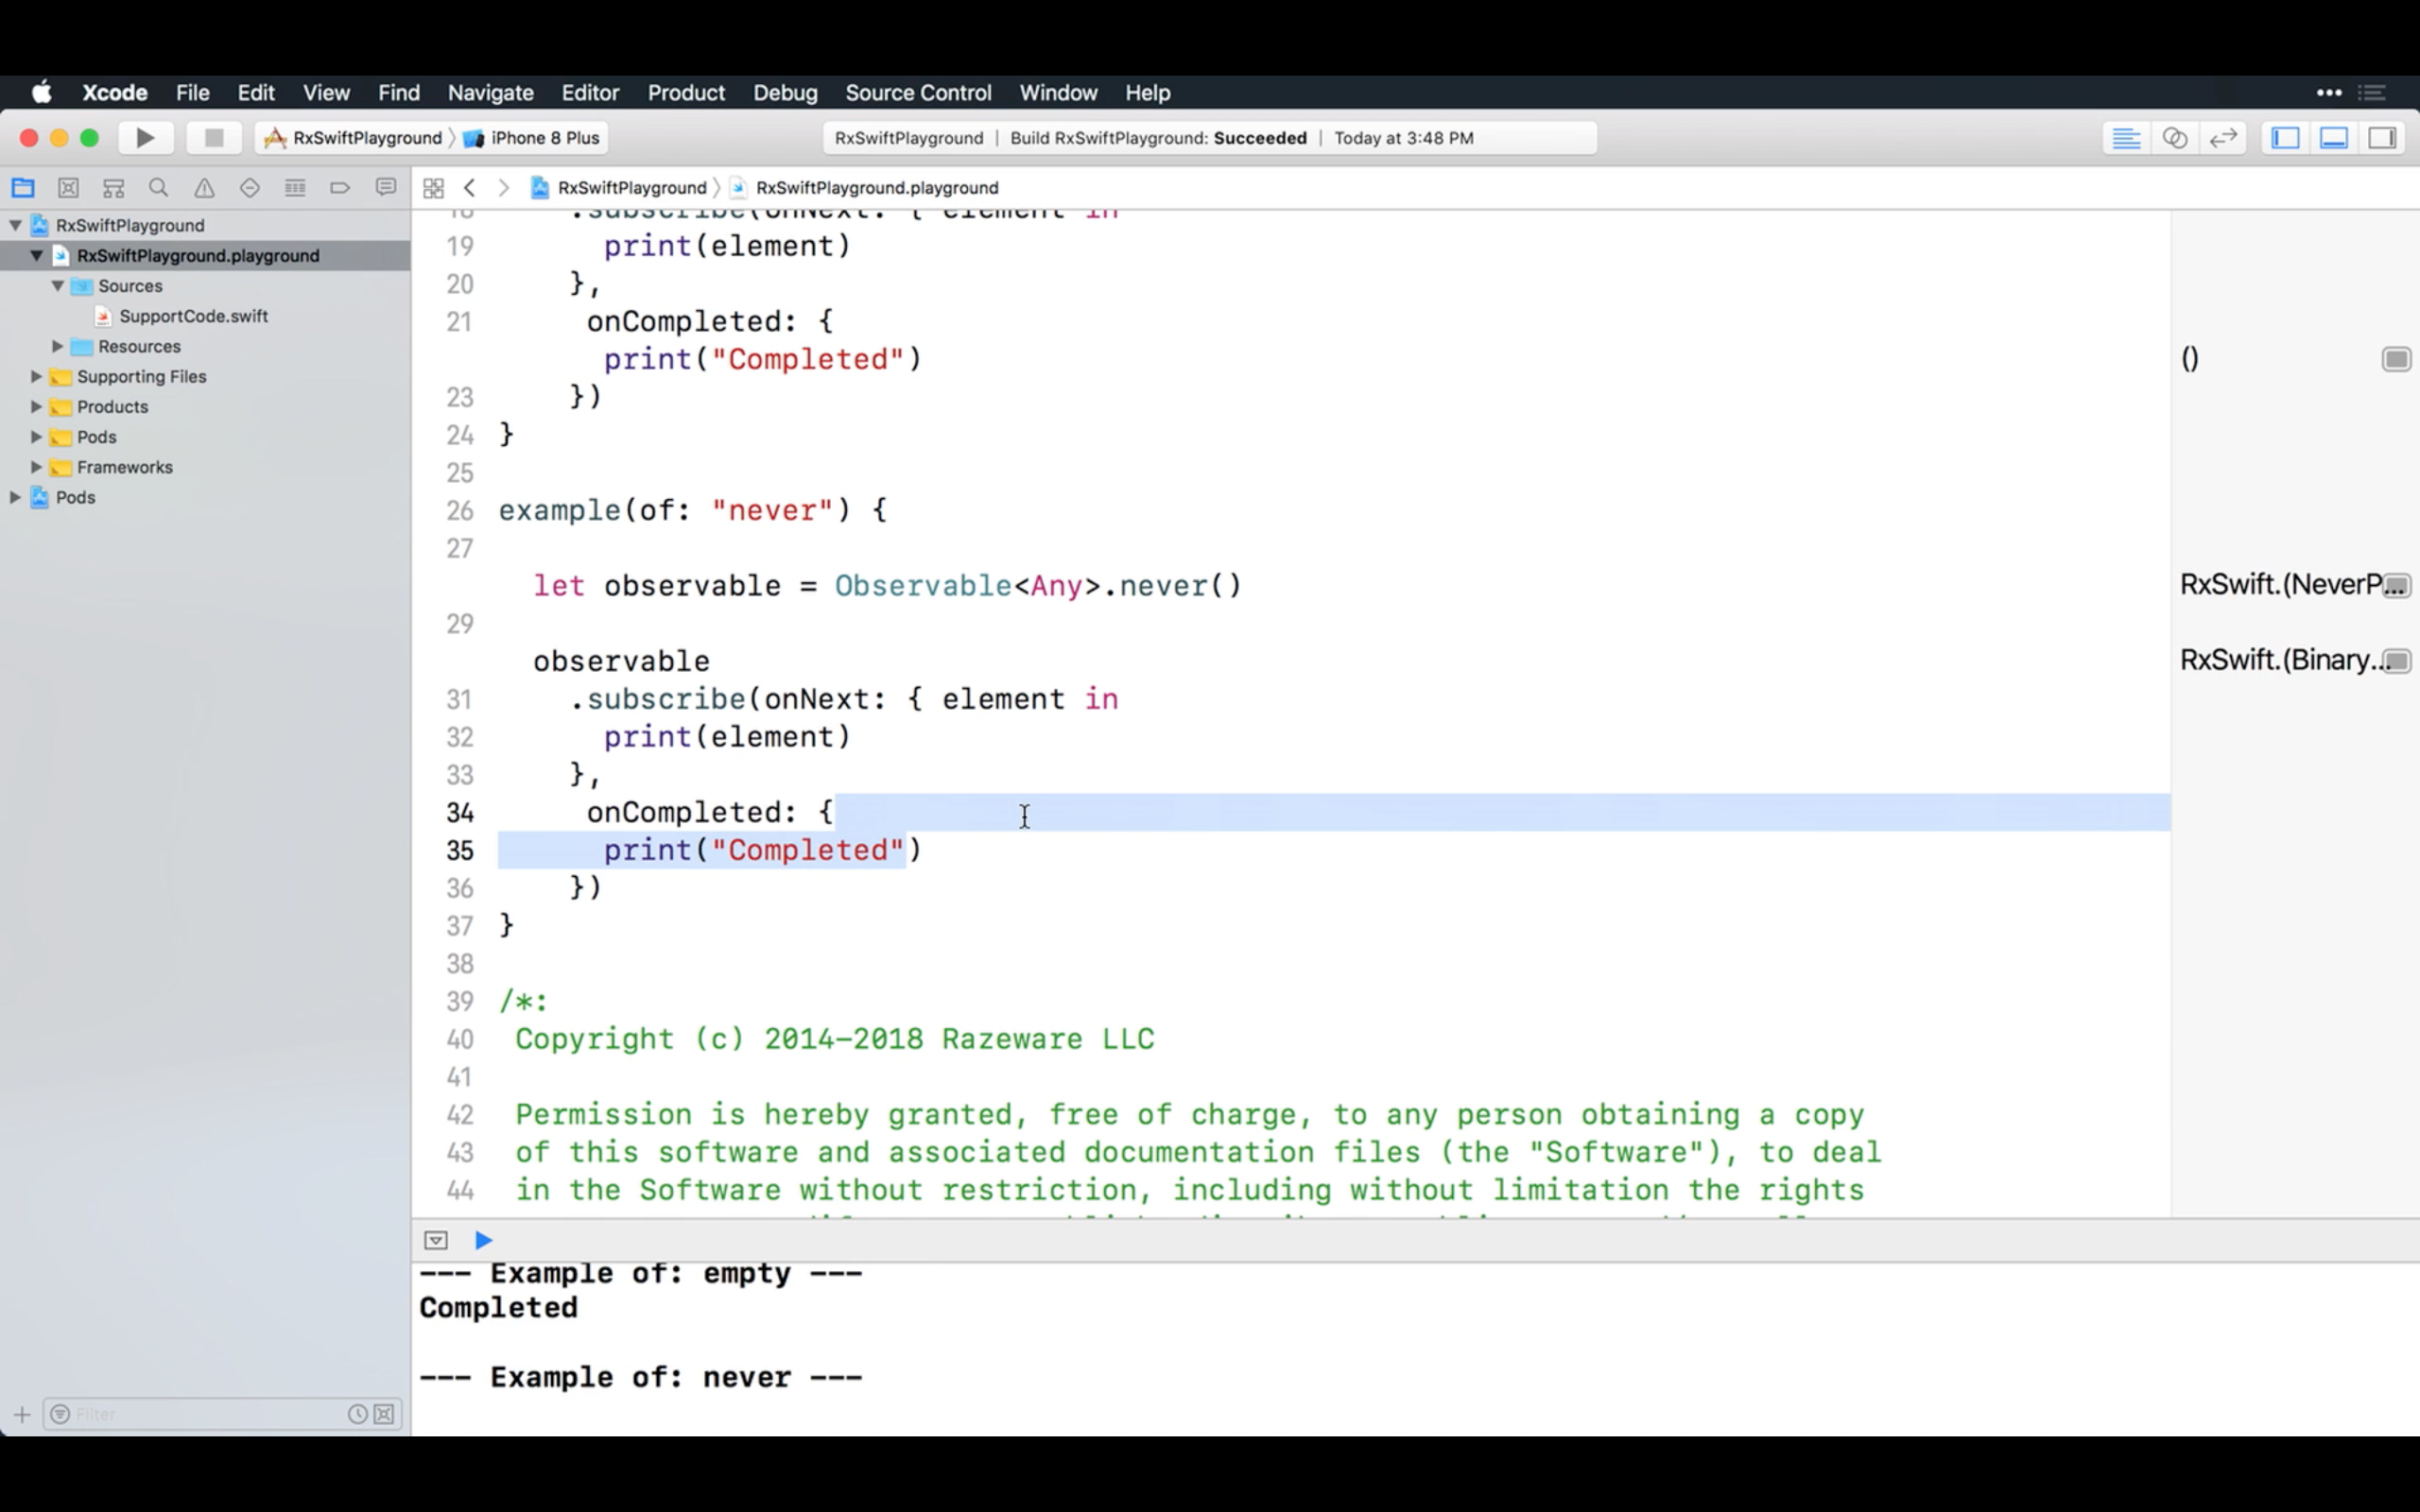 Xcode File Edit View Find Navigate Editor Product Debug Source Control Window Help
RxSwiftPlayground iPhone 8 Plus
RxSwiftPlayground | Build RxSwiftPlayground: Succeeded | Today at 3:48 PM
RxSwiftPlayground RxSwiftPlayground.playground
RxSwiftPlayground
RxSwiftPlayground.playground
Sources
SupportCode.swift
Resources
Supporting Files
Products
Pods
Frameworks
Pods
Filter
18 .subscribe(onNext: { element in
19 print(element)
20 },
21 onCompleted: {
print("Completed") ()
23 })
24 }
25
26 example(of: "never") {
27
let observable = Observable<Any>.never() RxSwift.(NeverP...
29
observable RxSwift.(Binary...
31 .subscribe(onNext: { element in
32 print(element)
33 },
34 onCompleted: {
35 print("Completed")
36 })
37 }
38
39 /*:
40 Copyright (c) 2014-2018 Razeware LLC
41
42 Permission is hereby granted, free of charge, to any person obtaining a copy
43 of this software and associated documentation files (the "Software"), to deal
44 in the Software without restriction, including without limitation the rights
--- Example of: empty ---
Completed
--- Example of: never ---